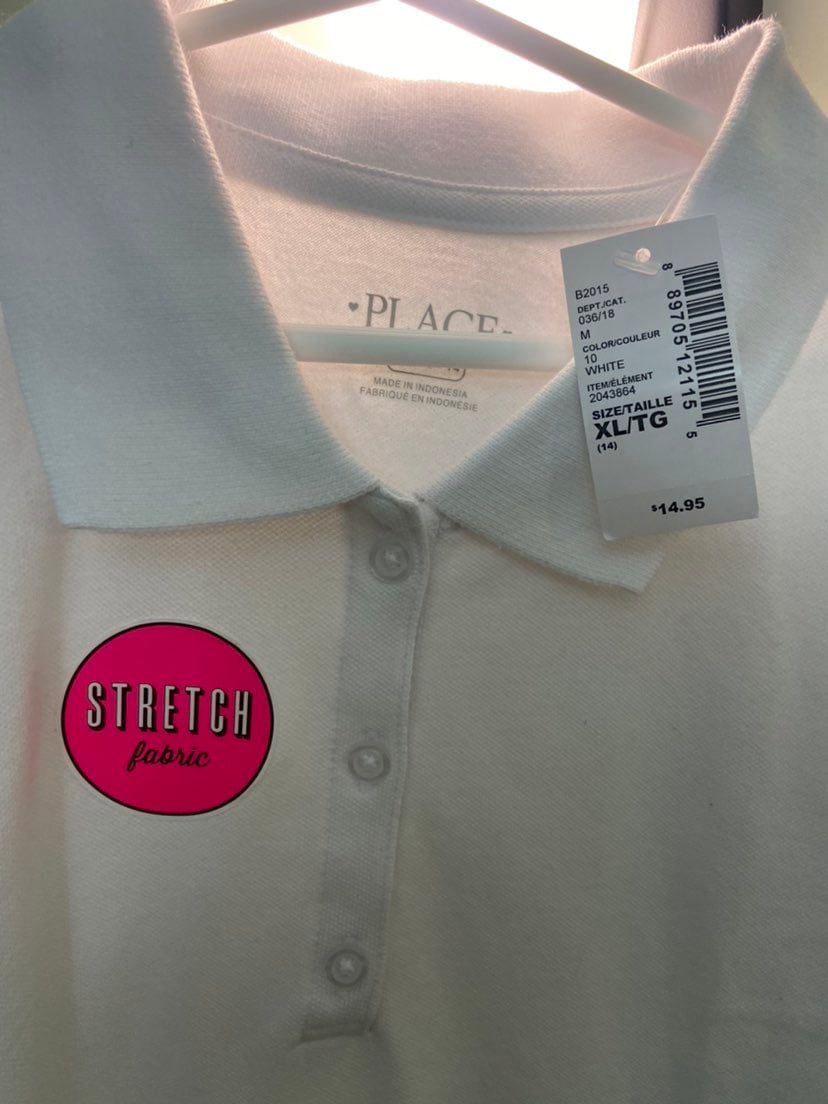 PLACE
MADE IN INDONESIA
FABRIQUÉ EN INDONÉSIE
B2015
DEPT./CAT.
036/18
M
COLOR/COULEUR
10
WHITE
ITEM/ÉLÉMENT
2043864
SIZE/TAILLE
XL/TG
(14)
$14.95
8 89705 12115 5
STRETCH
fabric